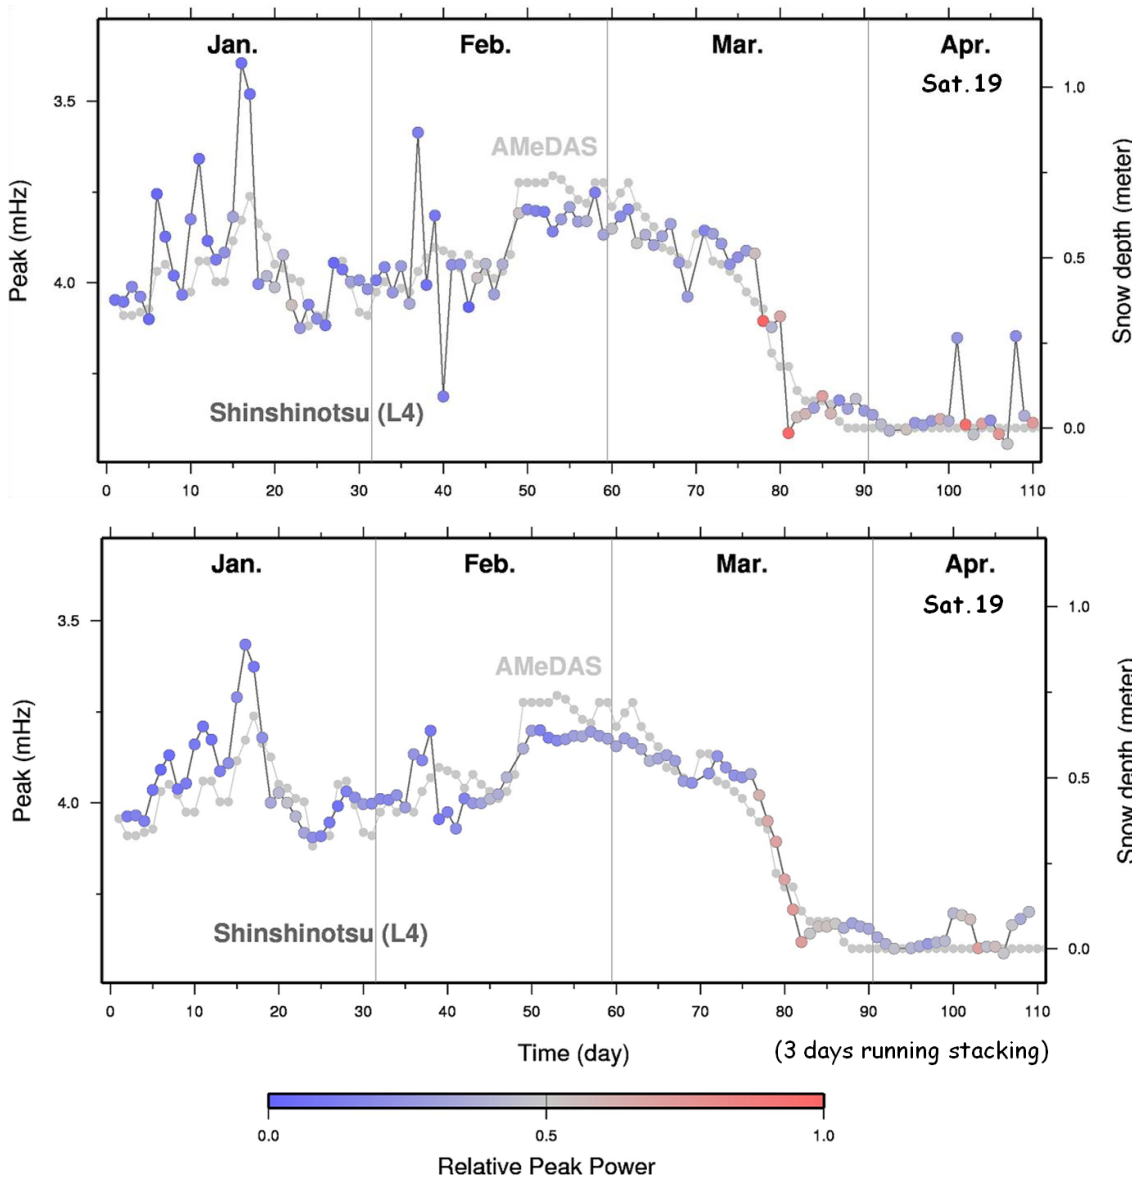 Jan. Feb. Mar. Apr.
Sat.19
AMeDAS
Shinshinotsu (L4)
Peak (mHz)
3.5
4.0
Snow depth (meter)
1.0
0.5
0.0
0 10 20 30 40 50 60 70 80 90 100 110
Jan. Feb. Mar. Apr.
Sat.19
AMeDAS
Shinshinotsu (L4)
Peak (mHz)
3.5
4.0
Snow depth (meter)
1.0
0.5
0.0
0 10 20 30 40 50 60 70 80 90 100 110
Time (day) (3 days running stacking)
0.0 0.5 1.0
Relative Peak Power